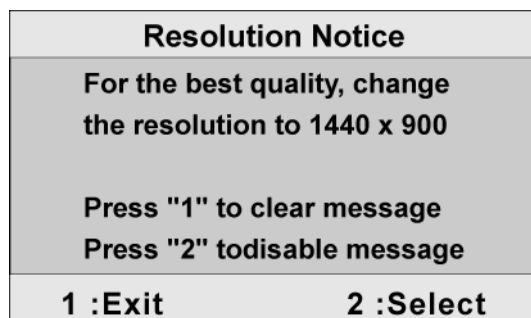 Resolution Notice
For the best quality, change
the resolution to 1440 x 900
Press "1" to clear message
Press "2" todisable message
1 :Exit 2 :Select